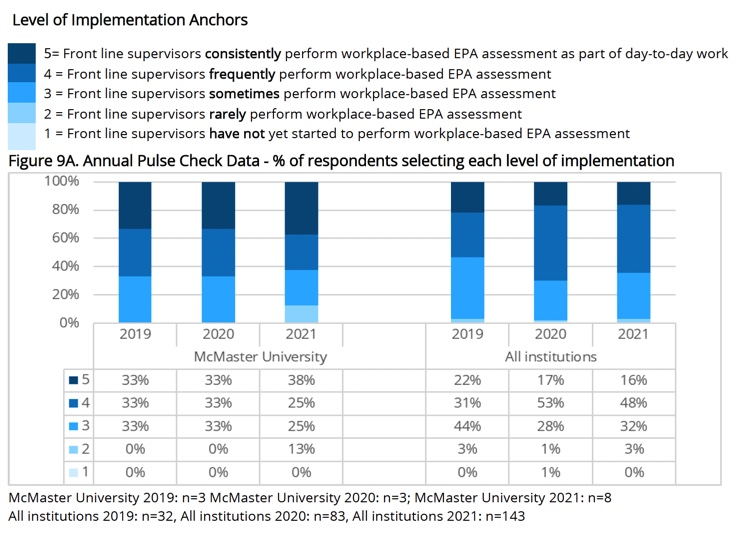 Level of Implementation Anchors
5= Front line supervisors consistently perform workplace-based EPA assessment as part of day-to-day work
4 = Front line supervisors frequently perform workplace-based EPA assessment
3 = Front line supervisors sometimes perform workplace-based EPA assessment
2 = Front line supervisors rarely perform workplace-based EPA assessment
1 = Front line supervisors have not yet started to perform workplace-based EPA assessment
Figure 9A. Annual Pulse Check Data - % of respondents selecting each level of implementation
100%
80%
60%
40%
20%
0%
2019 2020 2021 2019 2020 2021
McMaster University All institutions
5 33% 33% 38% 22% 17% 16%
4 33% 33% 25% 31% 53% 48%
3 33% 33% 25% 44% 28% 32%
2 0% 0% 13% 3% 1% 3%
1 0% 0% 0% 0% 1% 0%
McMaster University 2019: n=3 McMaster University 2020: n=3; McMaster University 2021: n=8
All institutions 2019: n=32, All institutions 2020: n=83, All institutions 2021: n=143